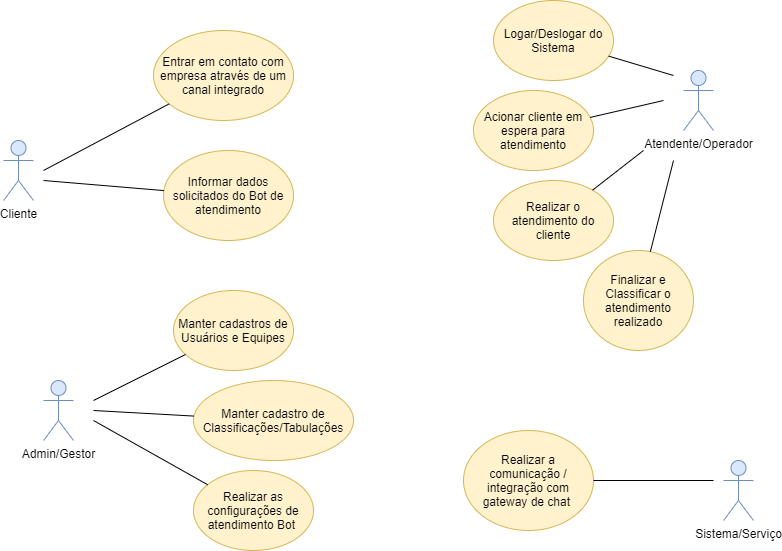 Entrar em contato com
empresa através de um
canal integrado
Informar dados
solicitados do Bot de
atendimento
Cliente
Logar/Deslogar do
Sistema
Acionar cliente em
espera para
atendimento
Realizar o
atendimento do
cliente
Finalizar e
Classificar o
atendimento
realizado
Atendente/Operador
Manter cadastros de
Usuários e Equipes
Manter cadastro de
Classificações/Tabulações
Realizar as
configurações de
atendimento Bot
Admin/Gestor
Realizar a
comunicação /
integração com
gateway de chat
Sistema/Serviço